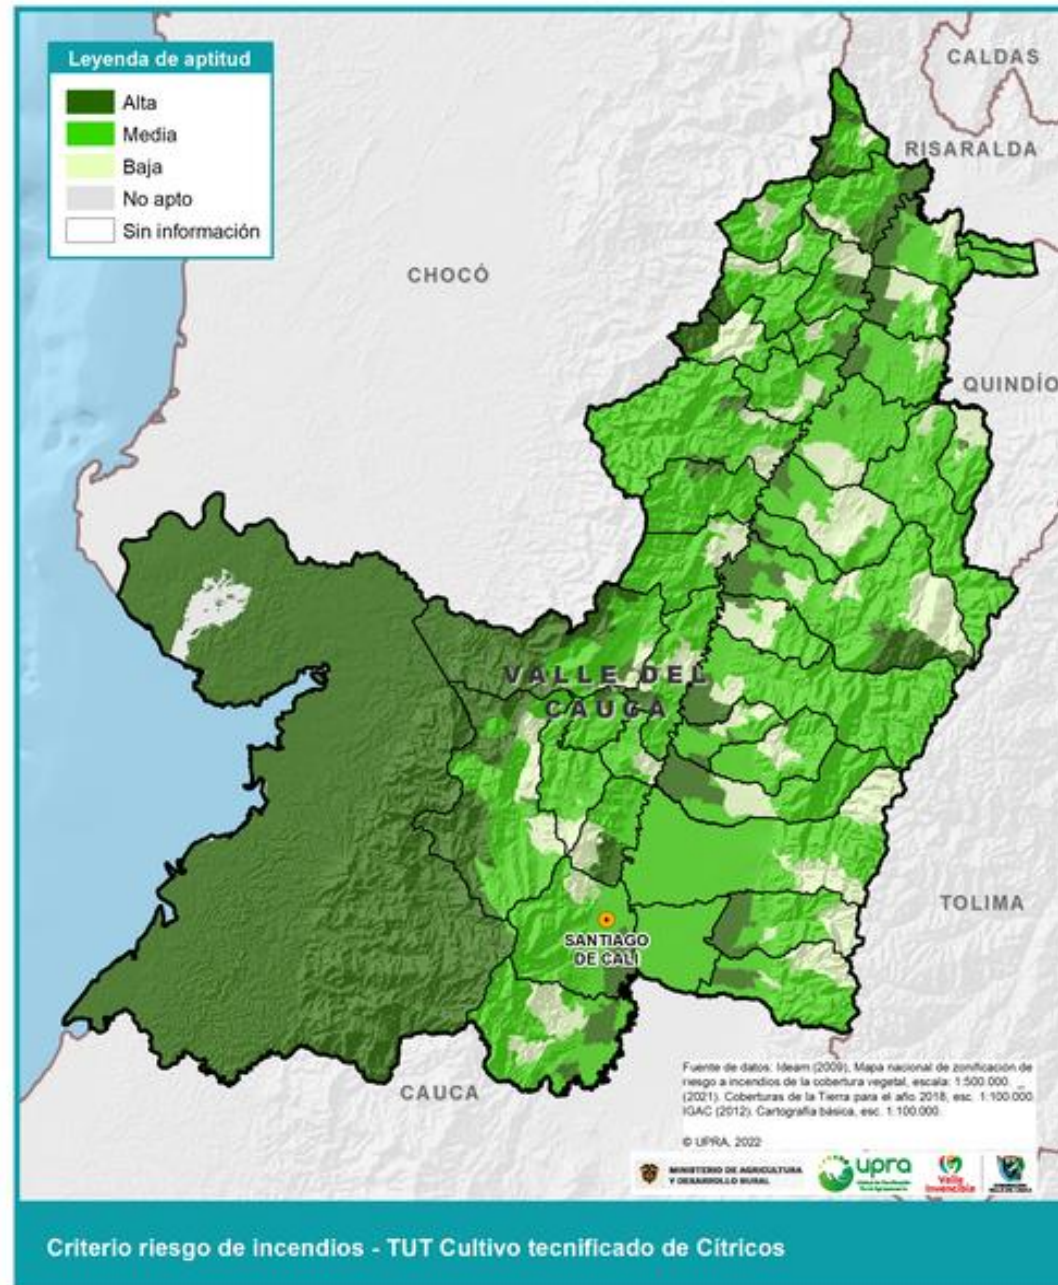 Leyenda de aptitud
Alta
Media
Baja
No apto
Sin información
CALDAS
RISARALDA
CHOCÓ
QUINDÍO
VALLE DEL
CAUCA
TOLIMA
SANTIAGO
DE CALI
CAUCA
Fuente de datos: Ideam (2009), Mapa nacional de zonificación de
riesgo a incendios de la cobertura vegetal, escala: 1:500.000. _
(2021). Coberturas de la Tierra para el año 2018, esc. 1:100.000.
IGAC (2012). Cartografía básica, esc. 1:100.000.
© UPRA, 2022
MINISTERIO DE AGRICULTURA
Y DESARROLLO RURAL
upra
Valle
Invencible
Criterio riesgo de incendios - TUT Cultivo tecnificado de Cítricos